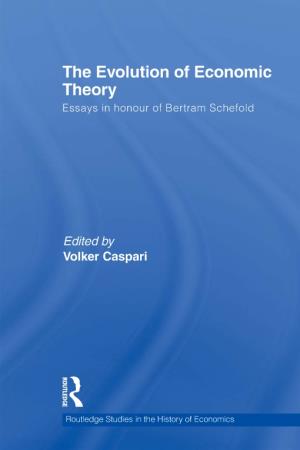 The Evolution of Economic
Theory
Essays in honour of Bertram Schefold
Edited by
Volker Caspari
ROUTLEDGE
Routledge Studies in the History of Economics